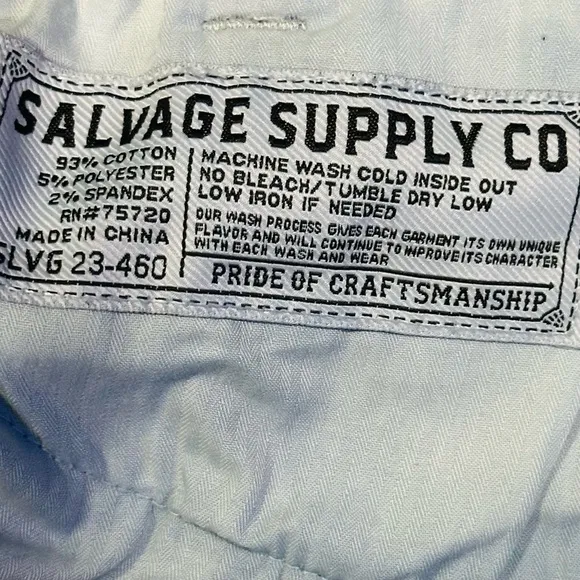 SALVAGE SUPPLY CO
93% COTTON
5% POLYESTER
2% SPANDEX
RN#75720
MADE IN CHINA
SLVG 23-460
MACHINE WASH COLD INSIDE OUT
NO BLEACH/TUMBLE DRY LOW
LOW IRON IF NEEDED
OUR WASH PROCESS GIVES EACH GARMENT ITS OWN UNIQUE
FLAVOR AND WILL CONTINUE TO IMPROVE ITS CHARACTER
WITH EACH WASH AND WEAR
PRIDE OF CRAFTSMANSHIP